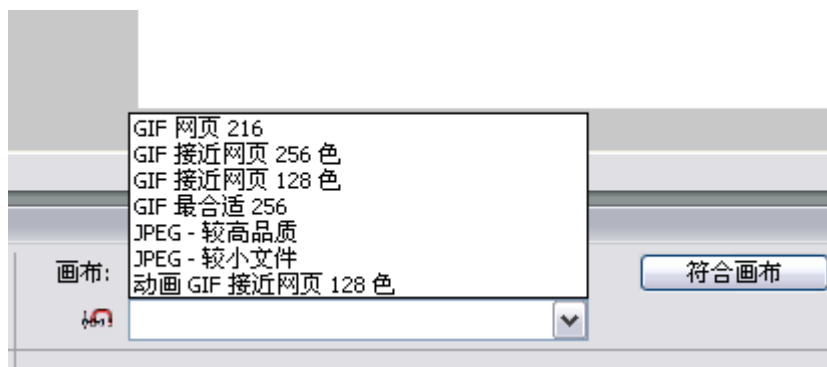 GIF 网页 216
GIF 接近网页 256 色
GIF 接近网页 128 色
GIF 最合适 256
JPEG - 较高品质
JPEG - 较小文件
动画 GIF 接近网页 128 色
画布:
符合画布